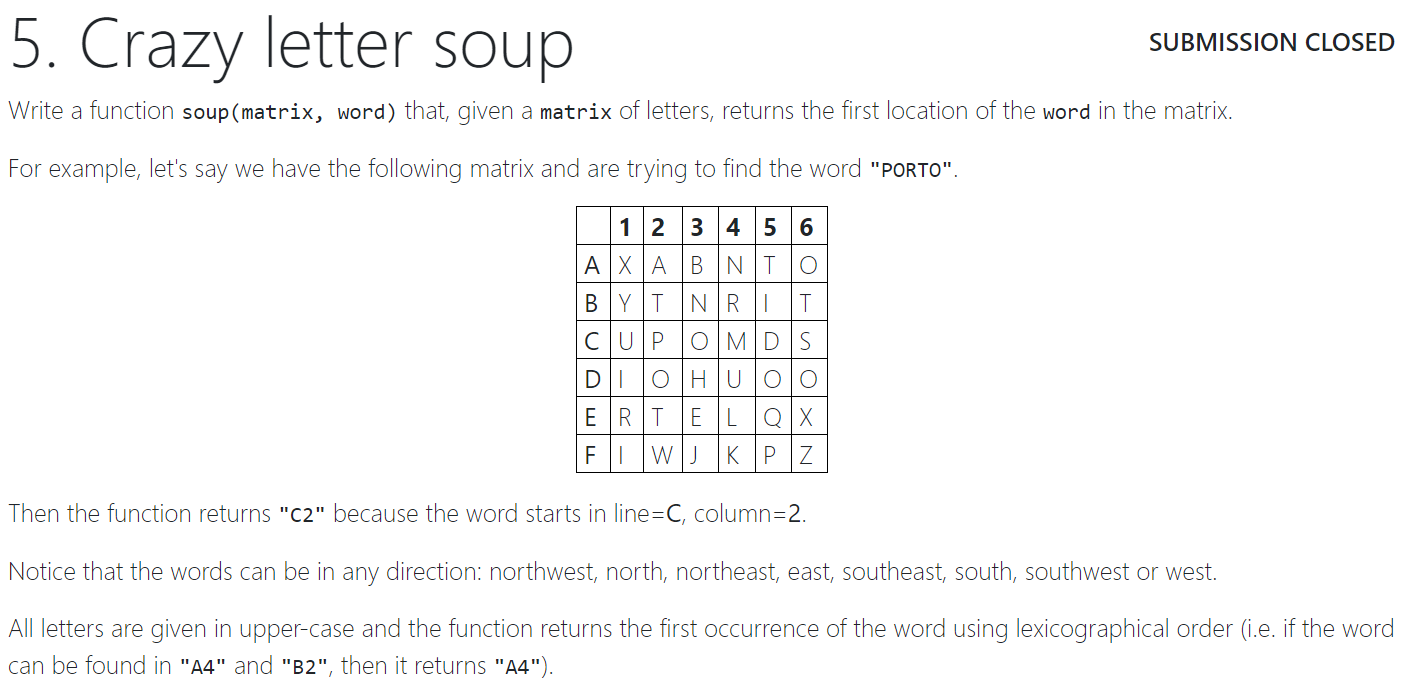 5. Crazy letter soup
SUBMISSION CLOSED
Write a function soup(matrix, word) that, given a matrix of letters, returns the first location of the word in the matrix.
For example, let's say we have the following matrix and are trying to find the word "PORTO".
1 2 3 4 5 6
A X A B N T O
B Y T N R I T
C U P O M D S
D I O H U O O
E R T E L Q X
F I W J K P Z
Then the function returns "C2" because the word starts in line=C, column=2.
Notice that the words can be in any direction: northwest, north, northeast, east, southeast, south, southwest or west.
All letters are given in upper-case and the function returns the first occurrence of the word using lexicographical order (i.e. if the word
can be found in "A4" and "B2", then it returns "A4").